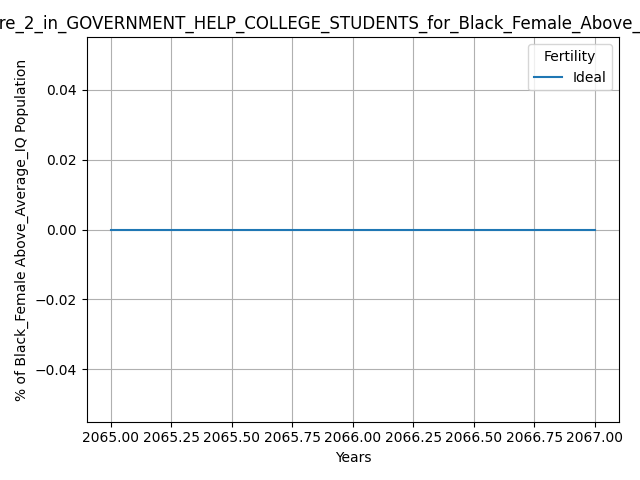 re_2_in_GOVERNMENT_HELP_COLLEGE_STUDENTS_for_Black_Female_Above_
Fertility
Ideal
% of Black_Female Above_Average_IQ Population
0.04
0.02
0.00
−0.02
−0.04
2065.00 2065.25 2065.50 2065.75 2066.00 2066.25 2066.50 2066.75 2067.00
Years